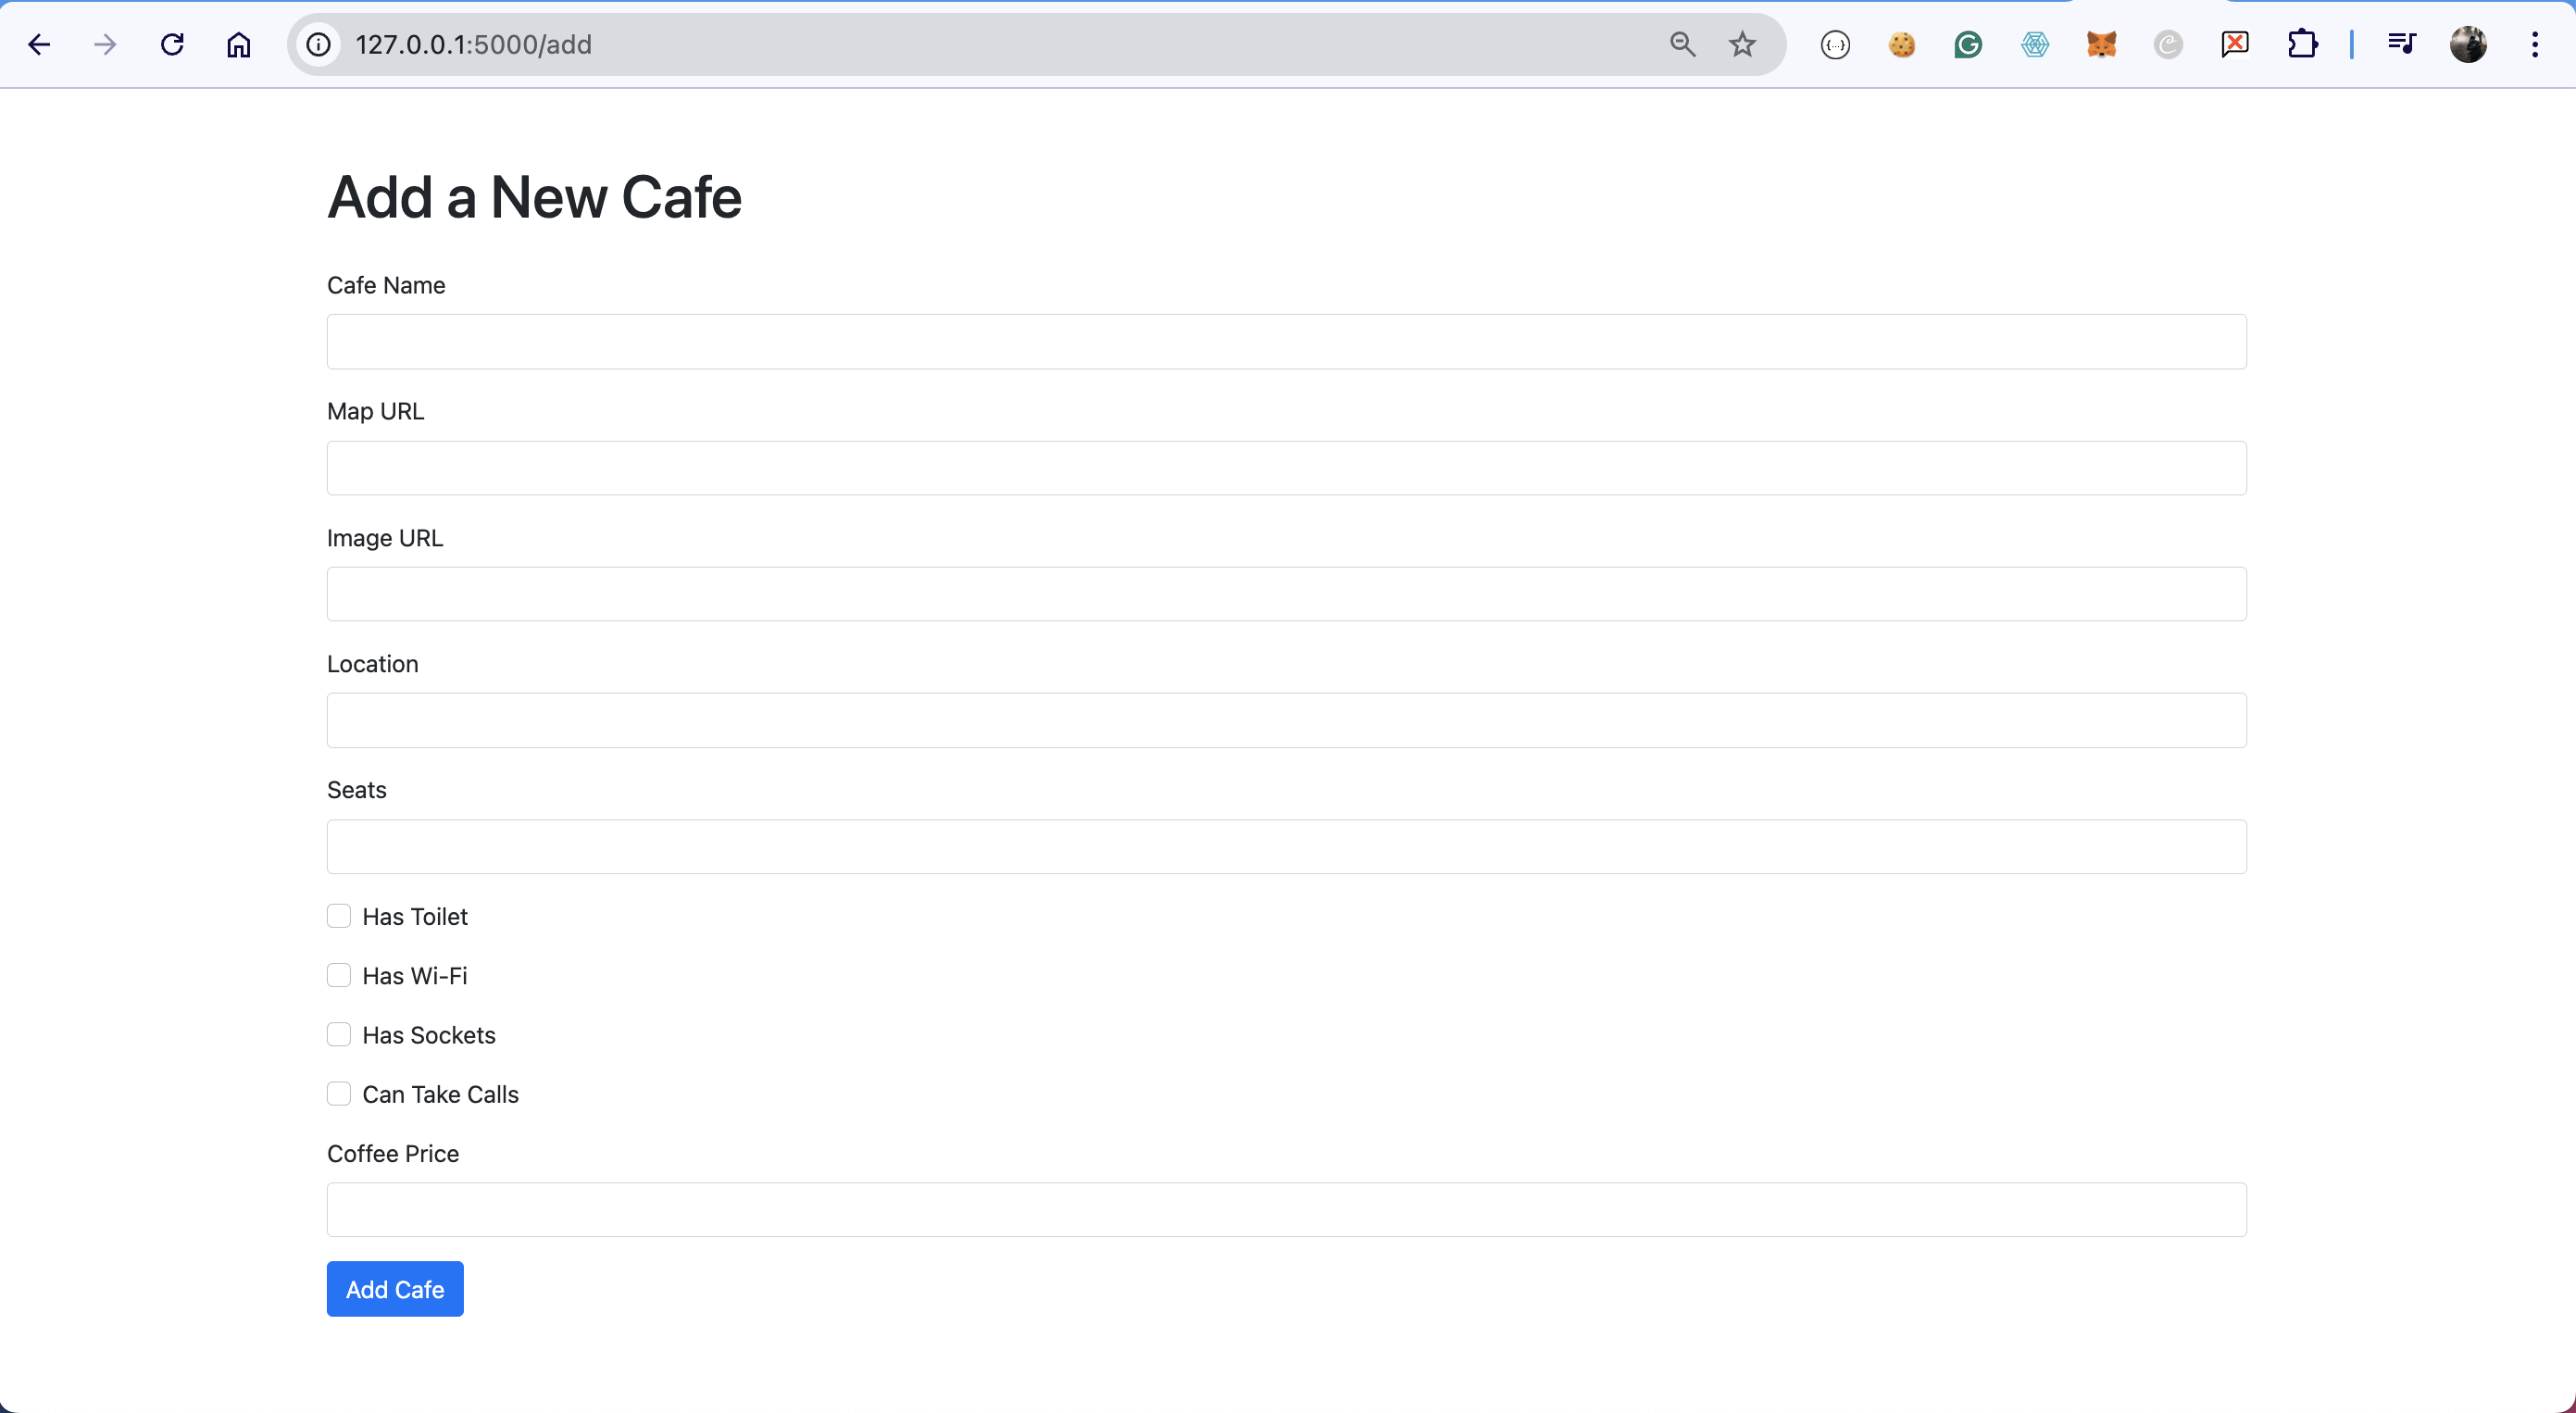 127.0.0.1:5000/add
Add a New Cafe
Cafe Name
Map URL
Image URL
Location
Seats
Has Toilet
Has Wi-Fi
Has Sockets
Can Take Calls
Coffee Price
Add Cafe